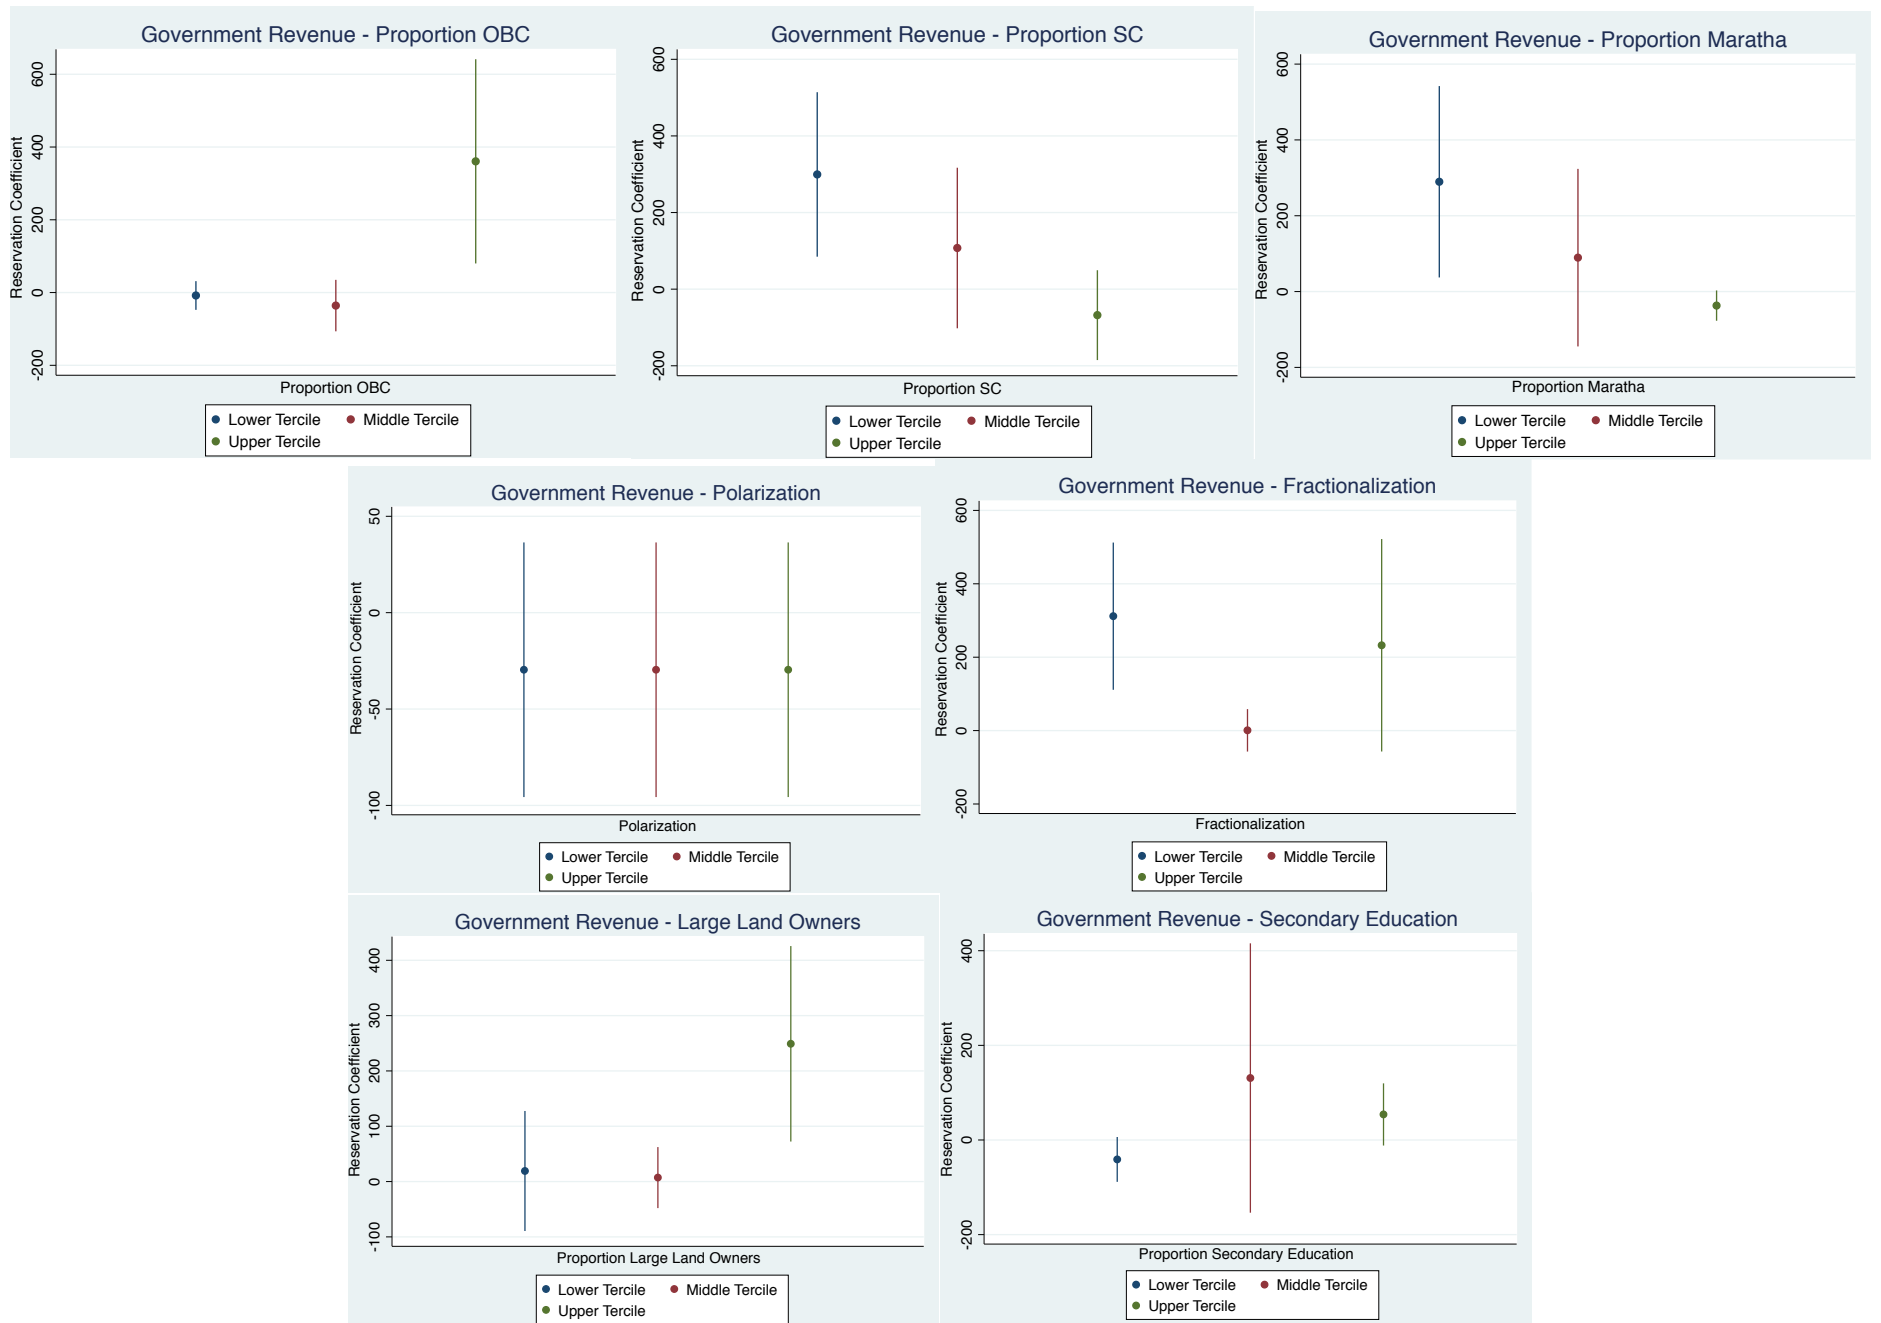 Government Revenue - Proportion OBC
Reservation Coefficient
600
400
200
0
-200
Proportion OBC
Lower Tercile
Middle Tercile
Upper Tercile
Government Revenue - Proportion SC
Reservation Coefficient
600
400
200
0
-200
Proportion SC
Lower Tercile
Middle Tercile
Upper Tercile
Government Revenue - Proportion Maratha
Reservation Coefficient
600
400
200
0
-200
Proportion Maratha
Lower Tercile
Middle Tercile
Upper Tercile
Government Revenue - Polarization
Reservation Coefficient
50
0
-50
-100
Polarization
Lower Tercile
Middle Tercile
Upper Tercile
Government Revenue - Fractionalization
Reservation Coefficient
600
400
200
0
-200
Fractionalization
Lower Tercile
Middle Tercile
Upper Tercile
Government Revenue - Large Land Owners
Reservation Coefficient
400
300
200
100
0
-100
Proportion Large Land Owners
Lower Tercile
Middle Tercile
Upper Tercile
Government Revenue - Secondary Education
Reservation Coefficient
400
200
0
-200
Proportion Secondary Education
Lower Tercile
Middle Tercile
Upper Tercile